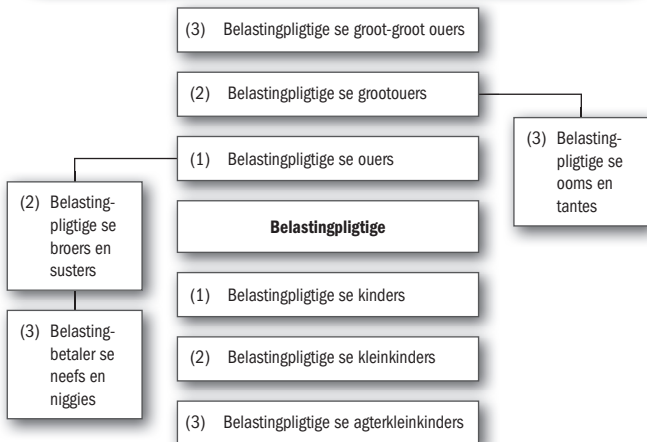 (3) Belastingpligtige se groot-groot ouers
(2) Belastingpligtige se grootouers
(3) Belasting-
pligtige se
ooms en
tantes
(1) Belastingpligtige se ouers
(2) Belasting-
pligtige se
broers en
susters
Belastingpligtige
(1) Belastingpligtige se kinders
(3) Belasting-
betaler se
neefs en
niggies
(2) Belastingpligtige se kleinkinders
(3) Belastingpligtige se agterkleinkinders